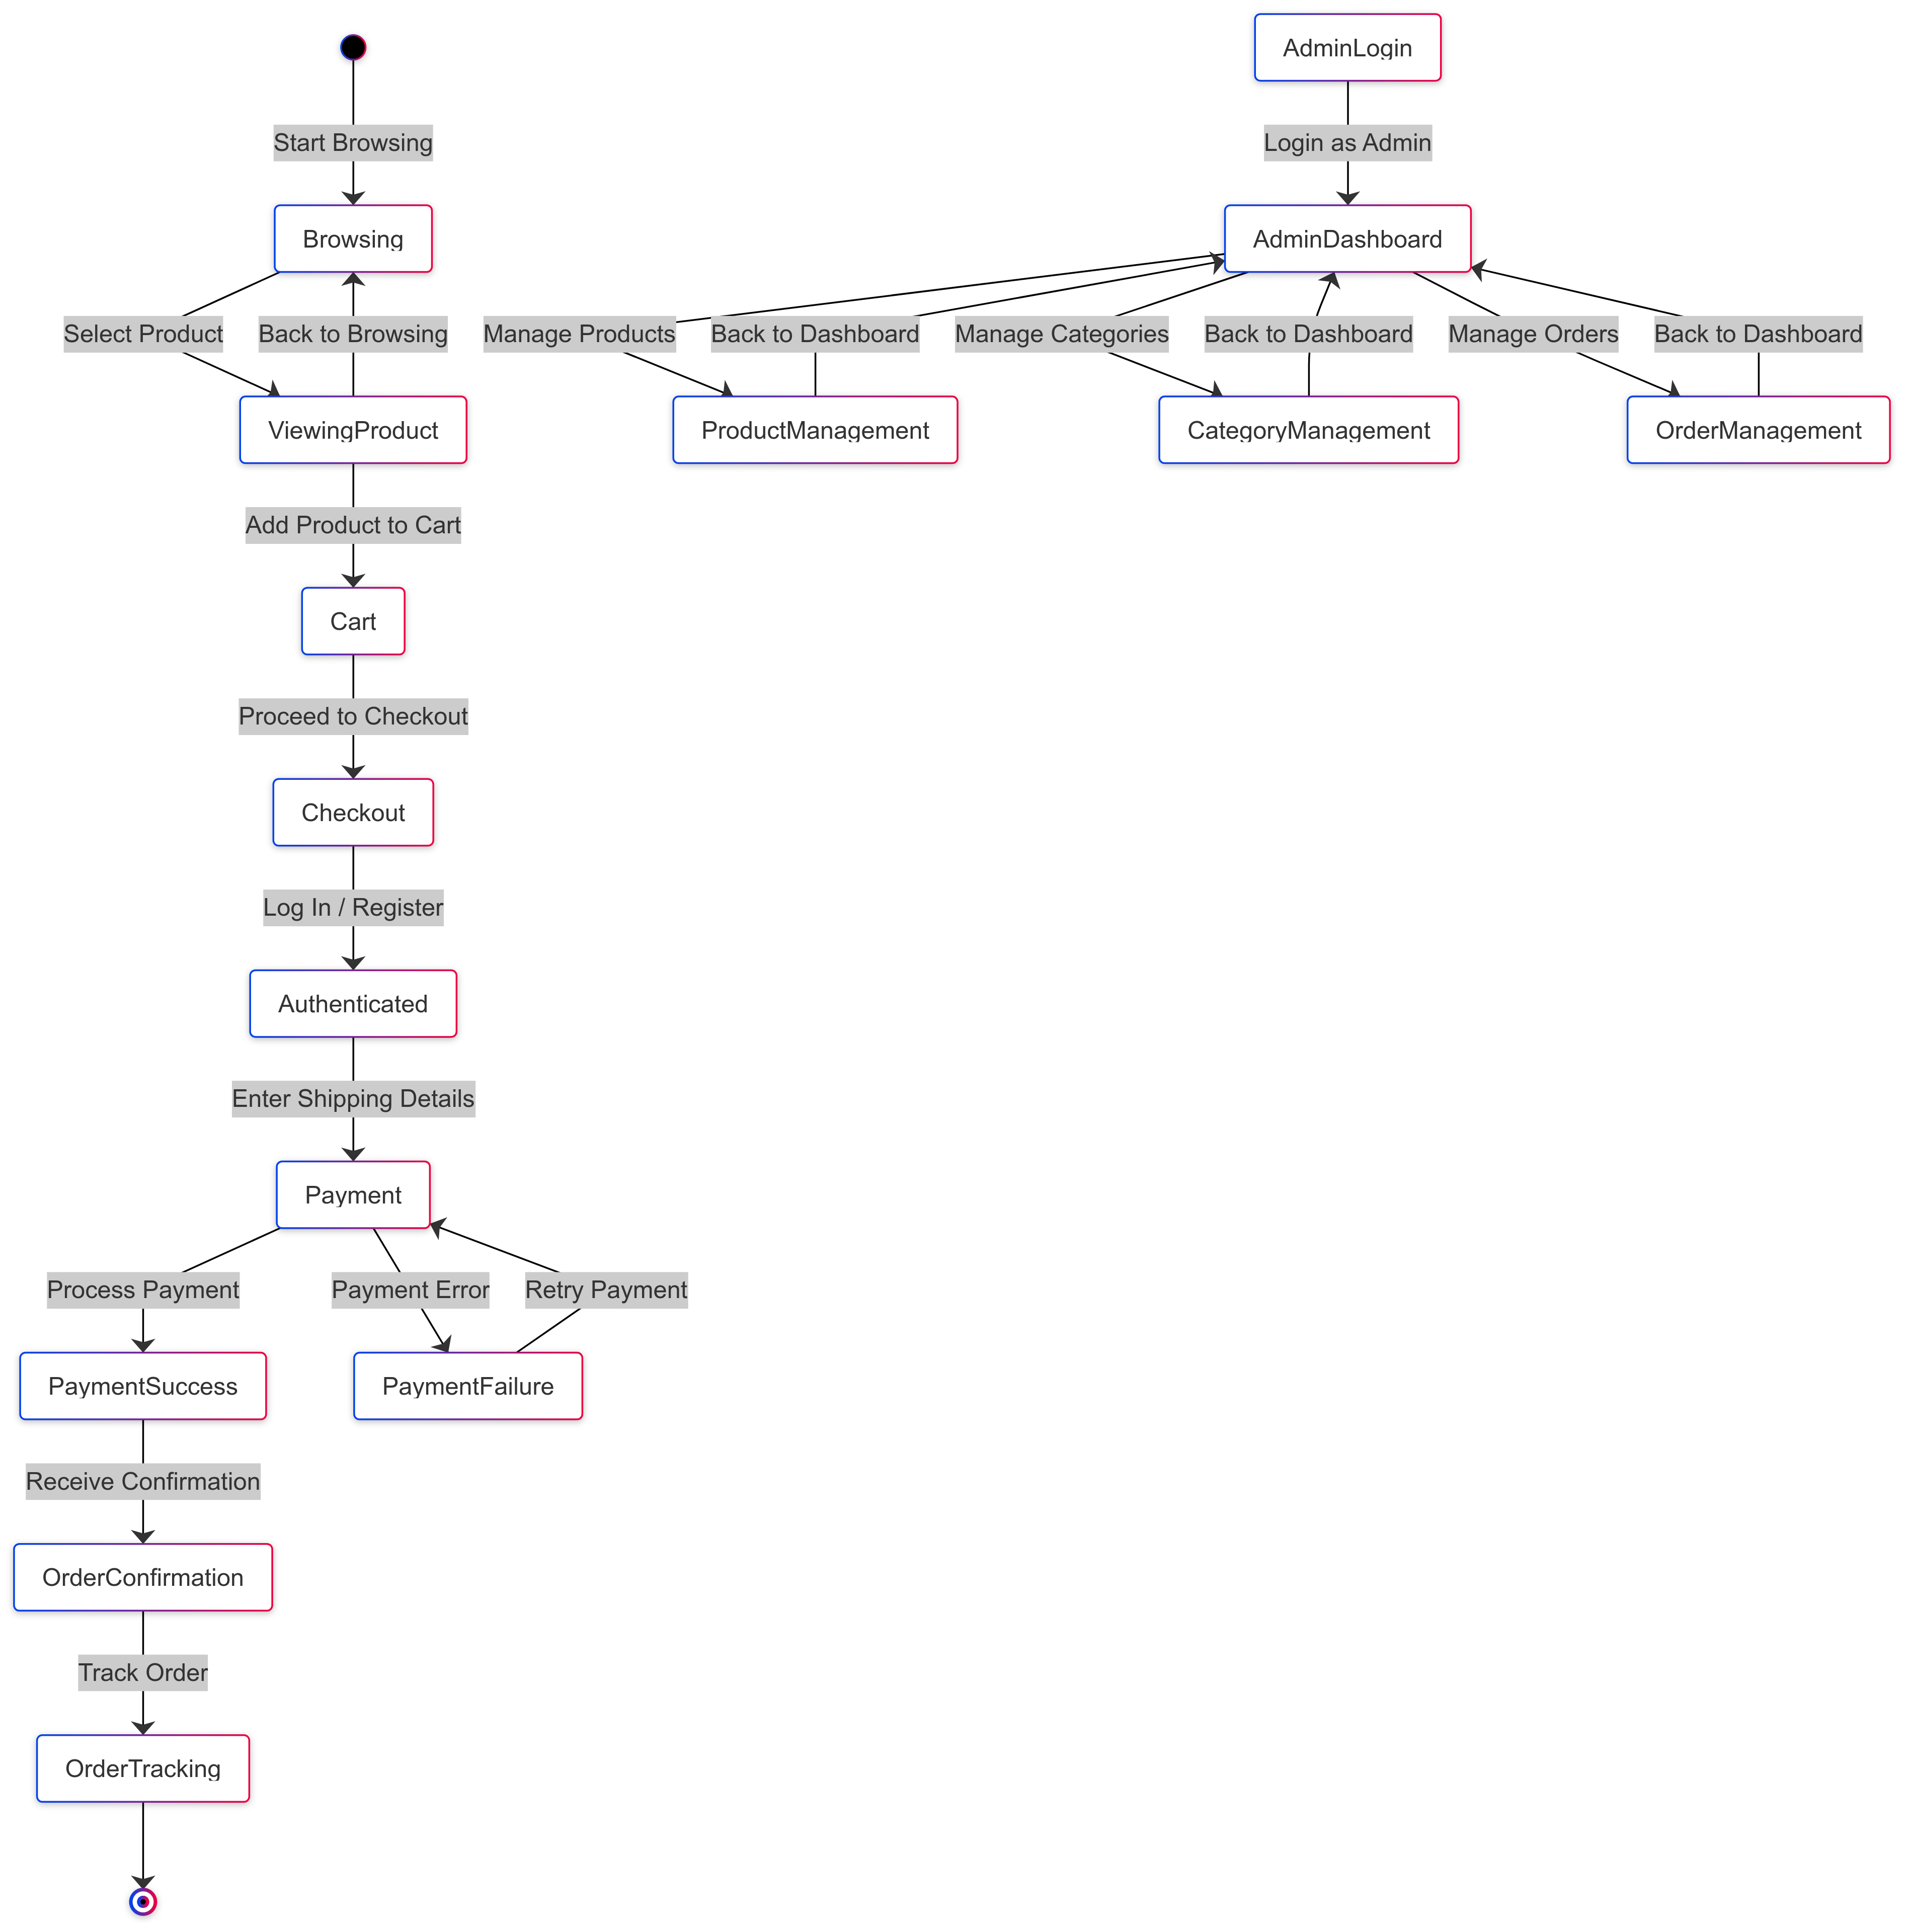 Start Browsing
Browsing
Select Product
Back to Browsing
ViewingProduct
Add Product to Cart
Cart
Proceed to Checkout
Checkout
Log In / Register
Authenticated
Enter Shipping Details
Payment
Process Payment
Payment Error
Retry Payment
PaymentSuccess
PaymentFailure
Receive Confirmation
OrderConfirmation
Track Order
OrderTracking
AdminLogin
Login as Admin
AdminDashboard
Manage Products
Back to Dashboard
Manage Categories
Back to Dashboard
Manage Orders
Back to Dashboard
ProductManagement
CategoryManagement
OrderManagement